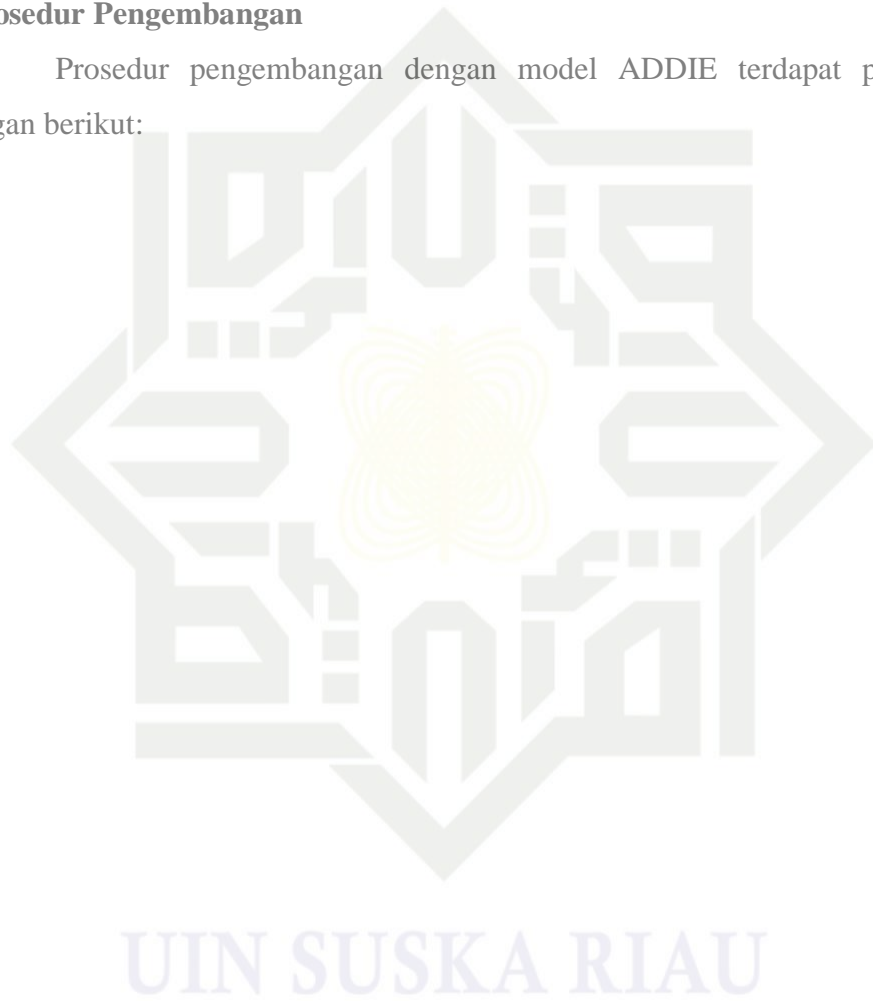 osedur Pengembangan
Prosedur pengembangan dengan model ADDIE terdapat p
gan berikut:
UIN SUSKA RIAU